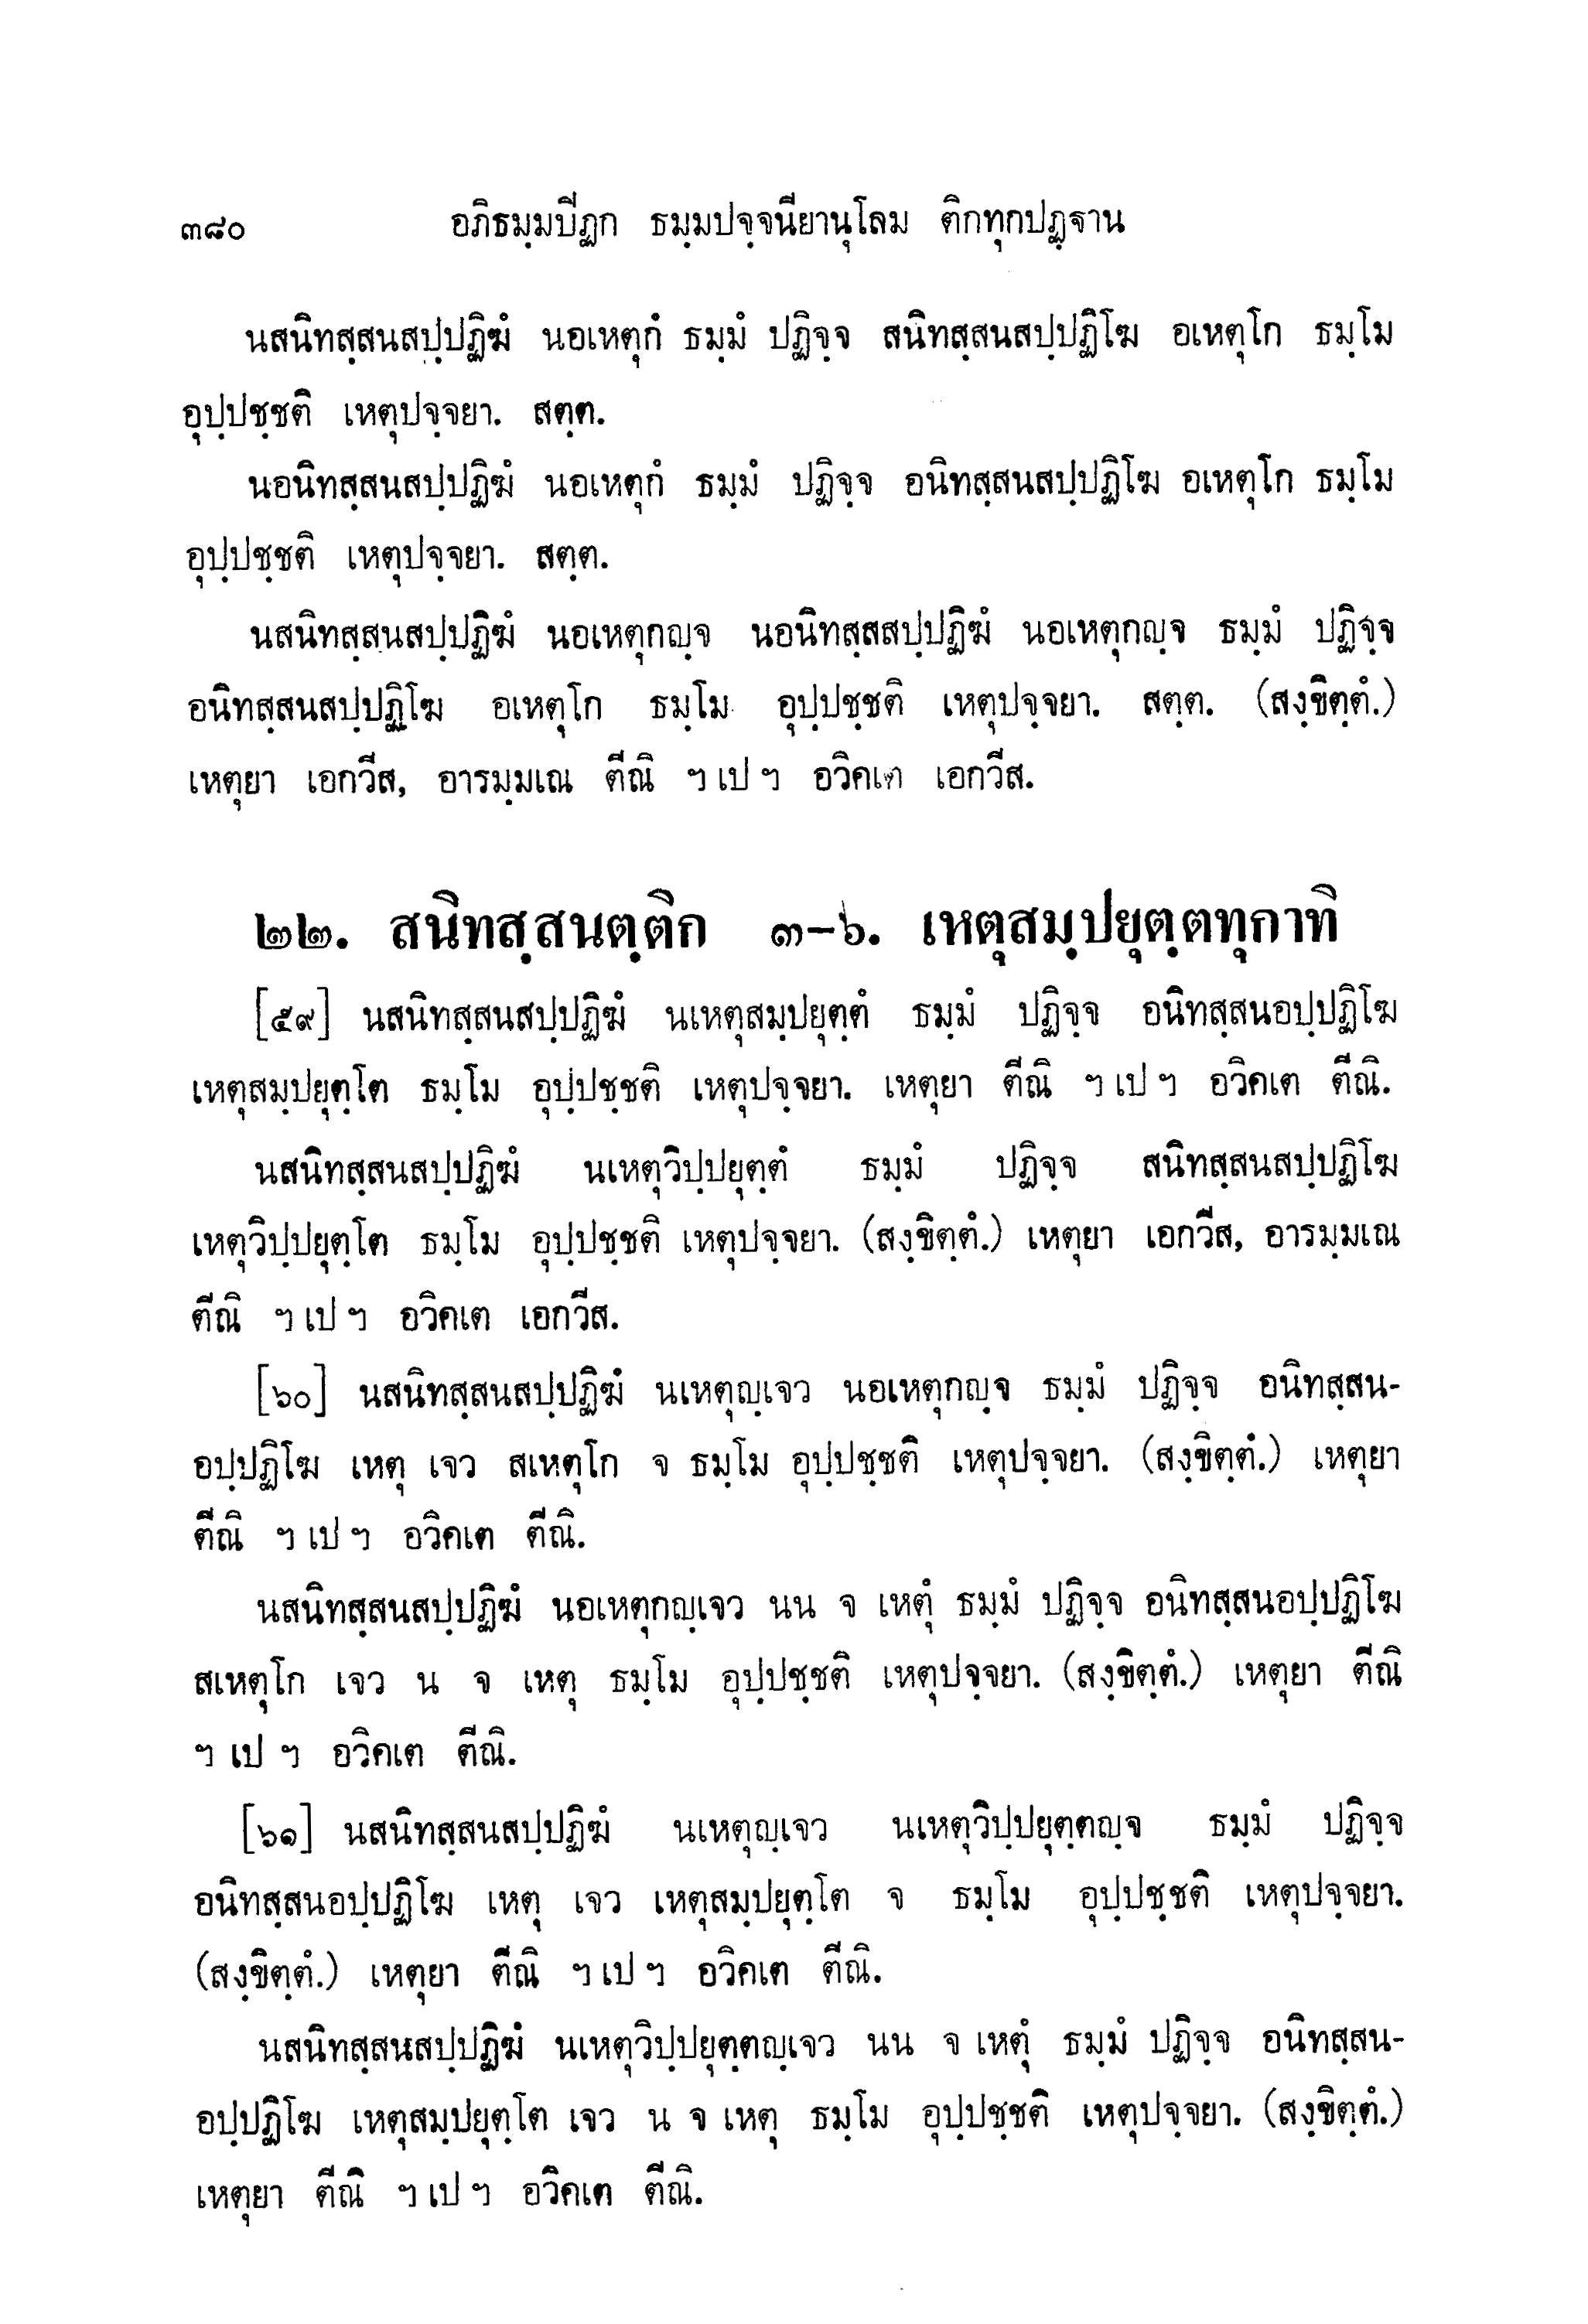 ๓๘๐ อภิธมฺมปีฏก ธมฺมปจฺจนียานุโลม ติกทุกปฏฺฐาน
นสนิทสฺสนสปฺปฏิฆํ นอเหตุกํ ธมฺมํ ปฏิจฺจ สนิทสฺสนสปฺปฏิโฆ อเหตุโก ธมฺโม
อุปฺปชฺชติ เหตุปจฺจยา. สตฺต.
นอนิทสฺสนสปฺปฏิฆํ นอเหตุกํ ธมฺมํ ปฏิจฺจ อนิทสฺสนสปฺปฏิโฆ อเหตุโก ธมฺโม
อุปฺปชฺชติ เหตุปจฺจยา. สตฺต.
นสนิทสฺสนสปฺปฏิฆํ นอเหตุกญฺจ นอนิทสฺสสปฺปฏิฆํ นอเหตุกญฺจ ธมฺมํ ปฏิจฺจ
อนิทสฺสนสปฺปฏิโฆ อเหตุโก ธมฺโม อุปฺปชฺชติ เหตุปจฺจยา. สตฺต. (สงฺขิตฺตํ.)
เหตุยา เอกวีส, อารมฺมเณ ตีณิ ฯ เป ฯ อวิคเต เอกวีส.
๒๒. สนิทสฺสนตฺติก ๓-๖. เหตุสมฺปยุตฺตทุกาทิ
[๕๙] นสนิทสฺสนสปฺปฏิฆํ นเหตุสมฺปยุตฺตํ ธมฺมํ ปฏิจฺจ อนิทสฺสนอปฺปฏิโฆ
เหตุสมฺปยุตฺโต ธมฺโม อุปฺปชฺชติ เหตุปจฺจยา. เหตุยา ตีณิ ฯ เป ฯ อวิคเต ตีณิ.
นสนิทสฺสนสปฺปฏิฆํ นเหตุวิปฺปยุตฺตํ ธมฺมํ ปฏิจฺจ สนิทสฺสนสปฺปฏิโฆ
เหตุวิปฺปยุตฺโต ธมฺโม อุปฺปชฺชติ เหตุปจฺจยา. (สงฺขิตฺตํ.) เหตุยา เอกวีส, อารมฺมเณ
ตีณิ ฯ เป ฯ อวิคเต เอกวีส.
[๖๐] นสนิทสฺสนสปฺปฏิฆํ นเหตุญฺเจว นอเหตุกญฺจ ธมฺมํ ปฏิจฺจ อนิทสฺสน-
อปฺปฏิโฆ เหตุ เจว สเหตุโก จ ธมฺโม อุปฺปชฺชติ เหตุปจฺจยา. (สงฺขิตฺตํ.) เหตุยา
ตีณิ ฯ เป ฯ อวิคเต ตีณิ.
นสนิทสฺสนสปฺปฏิฆํ นอเหตุกญฺเจว นน จ เหตุํ ธมฺมํ ปฏิจฺจ อนิทสฺสนอปฺปฏิโฆ
สเหตุโก เจว น จ เหตุ ธมฺโม อุปฺปชฺชติ เหตุปจฺจยา. (สงฺขิตฺตํ.) เหตุยา ตีณิ
ฯ เป ฯ อวิคเต ตีณิ.
[๖๑] นสนิทสฺสนสปฺปฏิฆํ นเหตุญฺเจว นเหตุวิปฺปยุตฺตญฺจ ธมฺมํ ปฏิจฺจ
อนิทสฺสนอปฺปฏิโฆ เหตุ เจว เหตุสมฺปยุตฺโต จ ธมฺโม อุปฺปชฺชติ เหตุปจฺจยา.
(สงฺขิตฺตํ.) เหตุยา ตีณิ ฯ เป ฯ อวิคเต ตีณิ.
นสนิทสฺสนสปฺปฏิฆํ นเหตุวิปฺปยุตฺตญฺเจว นน จ เหตุํ ธมฺมํ ปฏิจฺจ อนิทสฺสน-
อปฺปฏิโฆ เหตุสมฺปยุตฺโต เจว น จ เหตุ ธมฺโม อุปฺปชฺชติ เหตุปจฺจยา. (สงฺขิตฺตํ.)
เหตุยา ตีณิ ฯ เป ฯ อวิคเต ตีณิ.